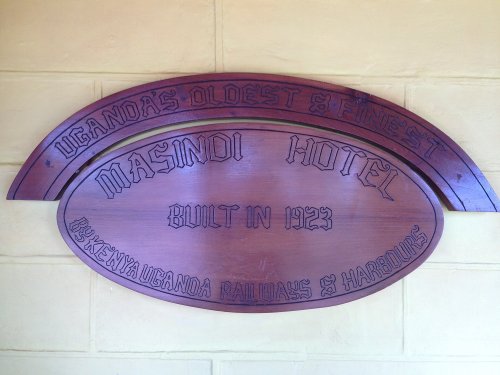 UGANDA'S OLDEST & FINEST
MASINDI HOTEL
BUILT IN 1923
BY KENYA UGANDA RAILWAYS & HARBOURS